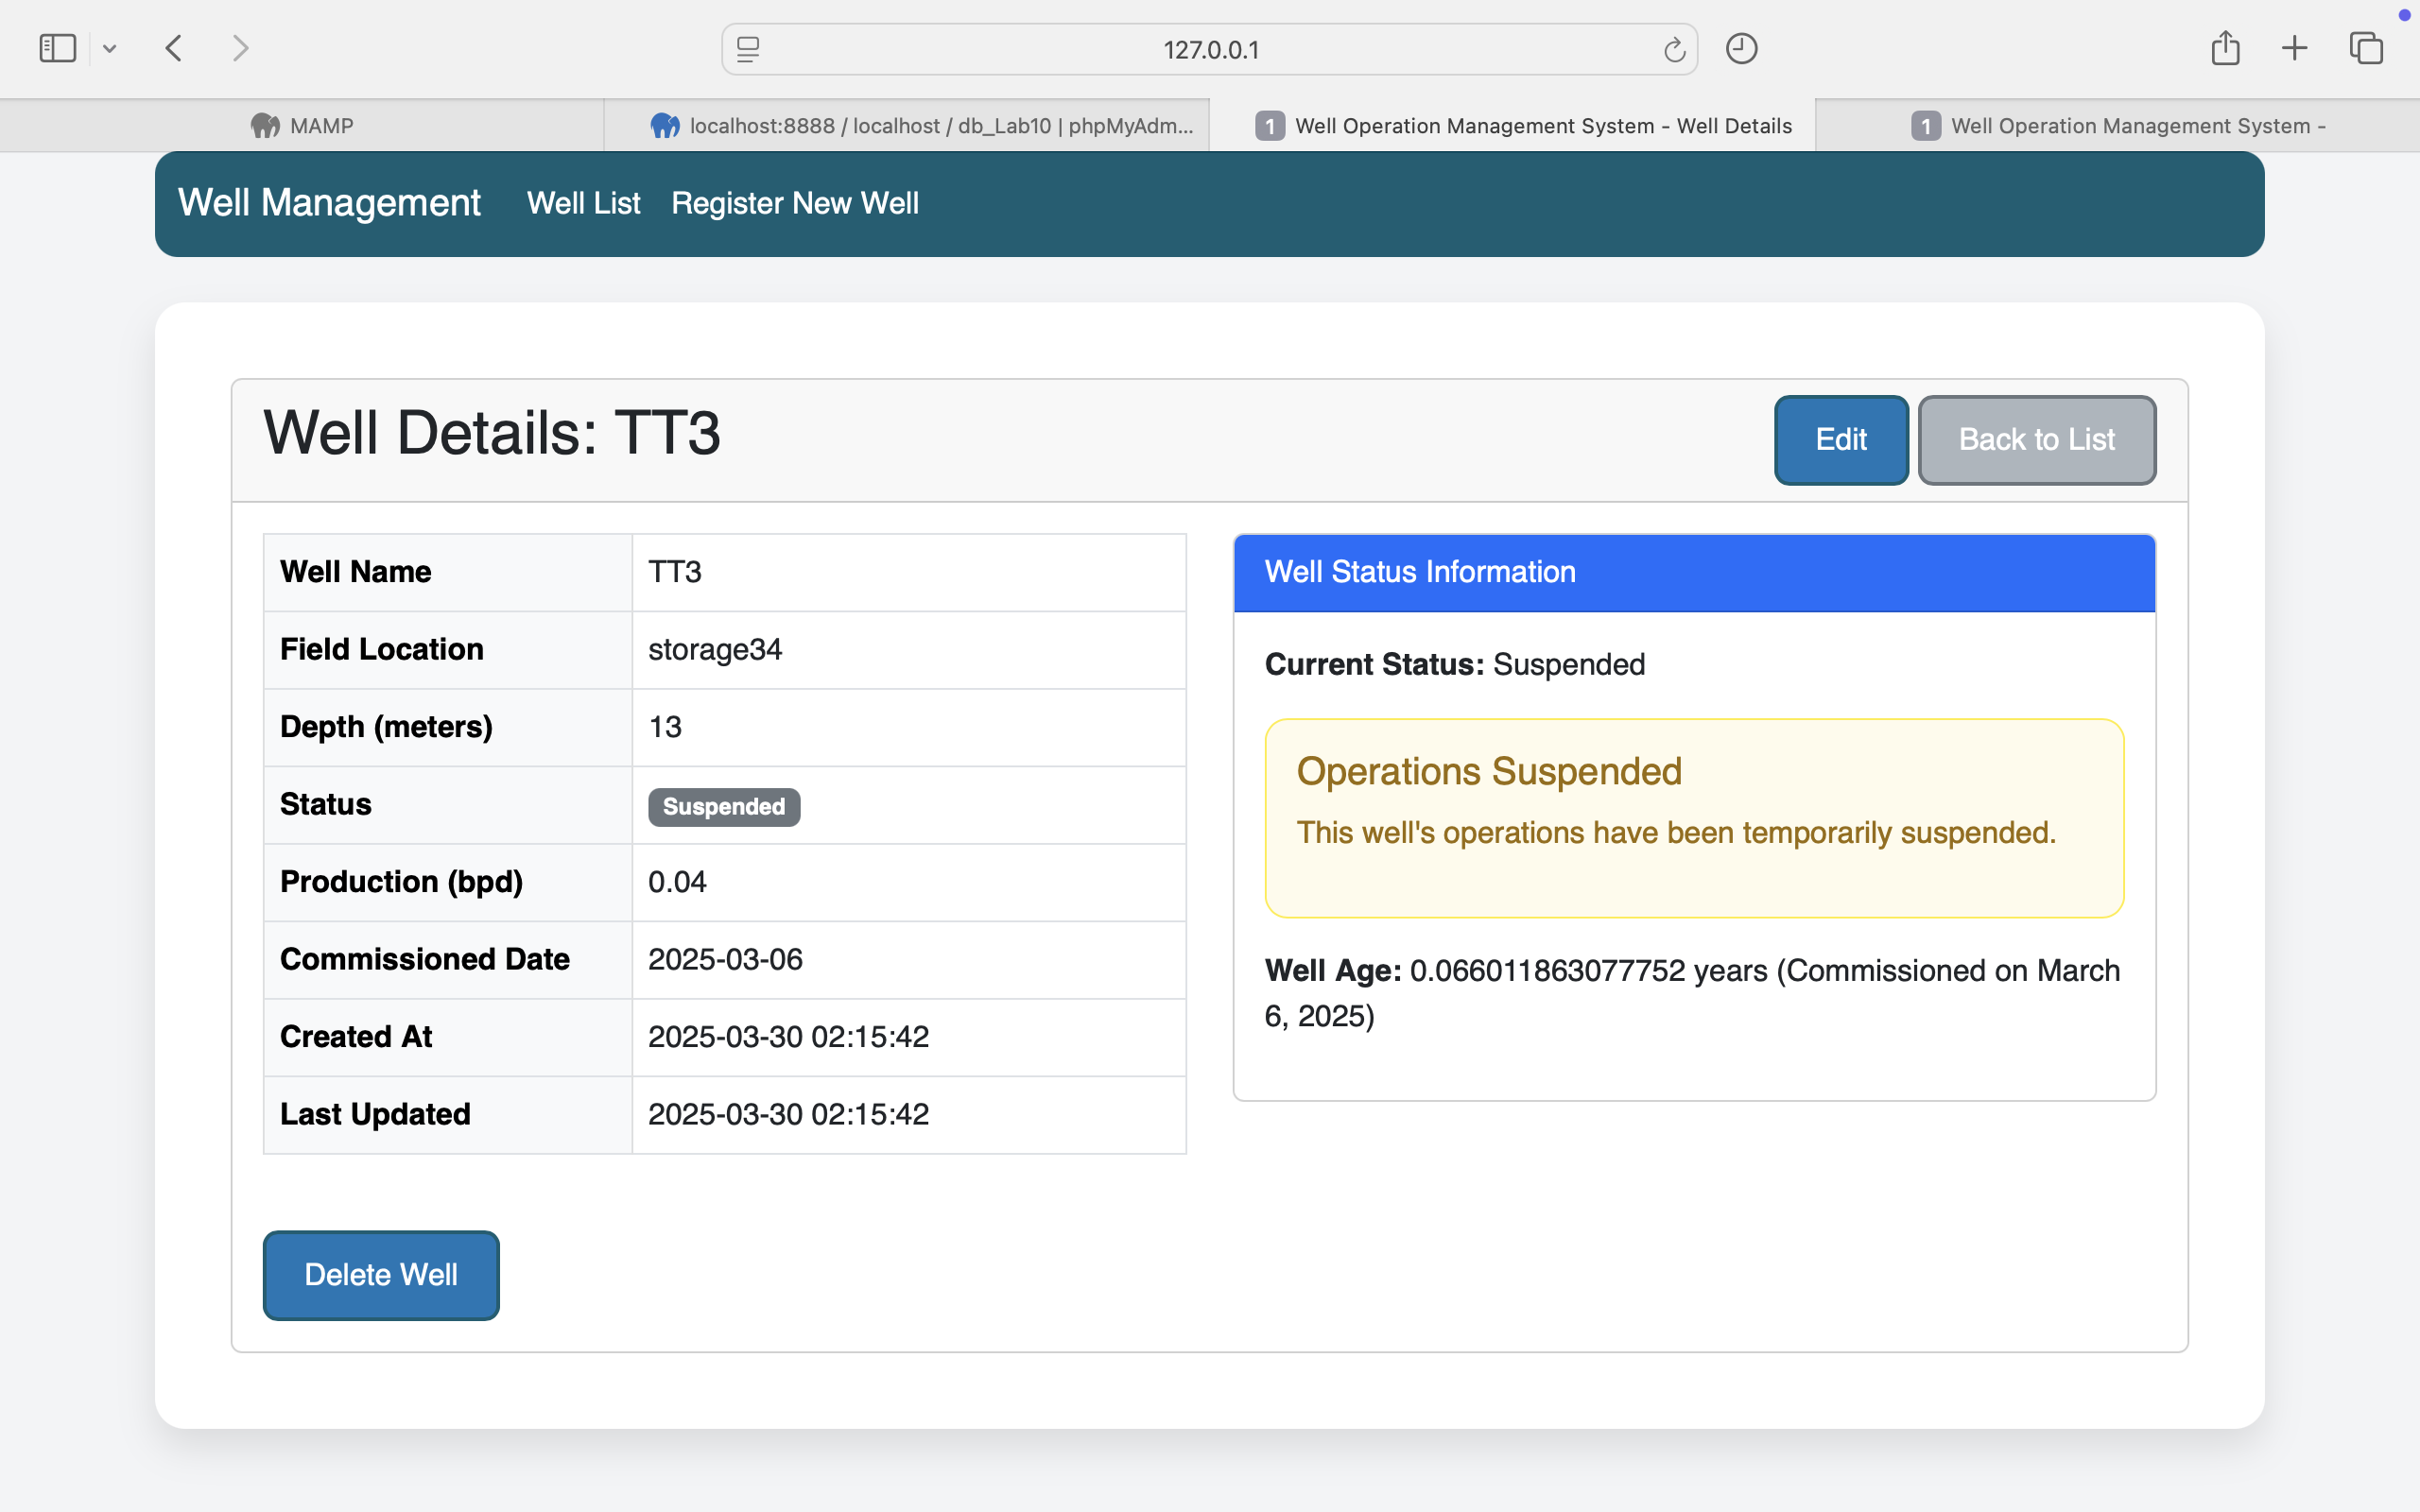 127.0.0.1
MAMP
localhost:8888 / localhost / db_Lab10 | phpMyAdm...
1 Well Operation Management System - Well Details
1 Well Operation Management System -
Well Management Well List Register New Well
Well Details: TT3
Edit Back to List
Well Name TT3
Field Location storage34
Depth (meters) 13
Status Suspended
Production (bpd) 0.04
Commissioned Date 2025-03-06
Created At 2025-03-30 02:15:42
Last Updated 2025-03-30 02:15:42
Well Status Information
Current Status: Suspended
Operations Suspended
This well's operations have been temporarily suspended.
Well Age: 0.066011863077752 years (Commissioned on March
6, 2025)
Delete Well